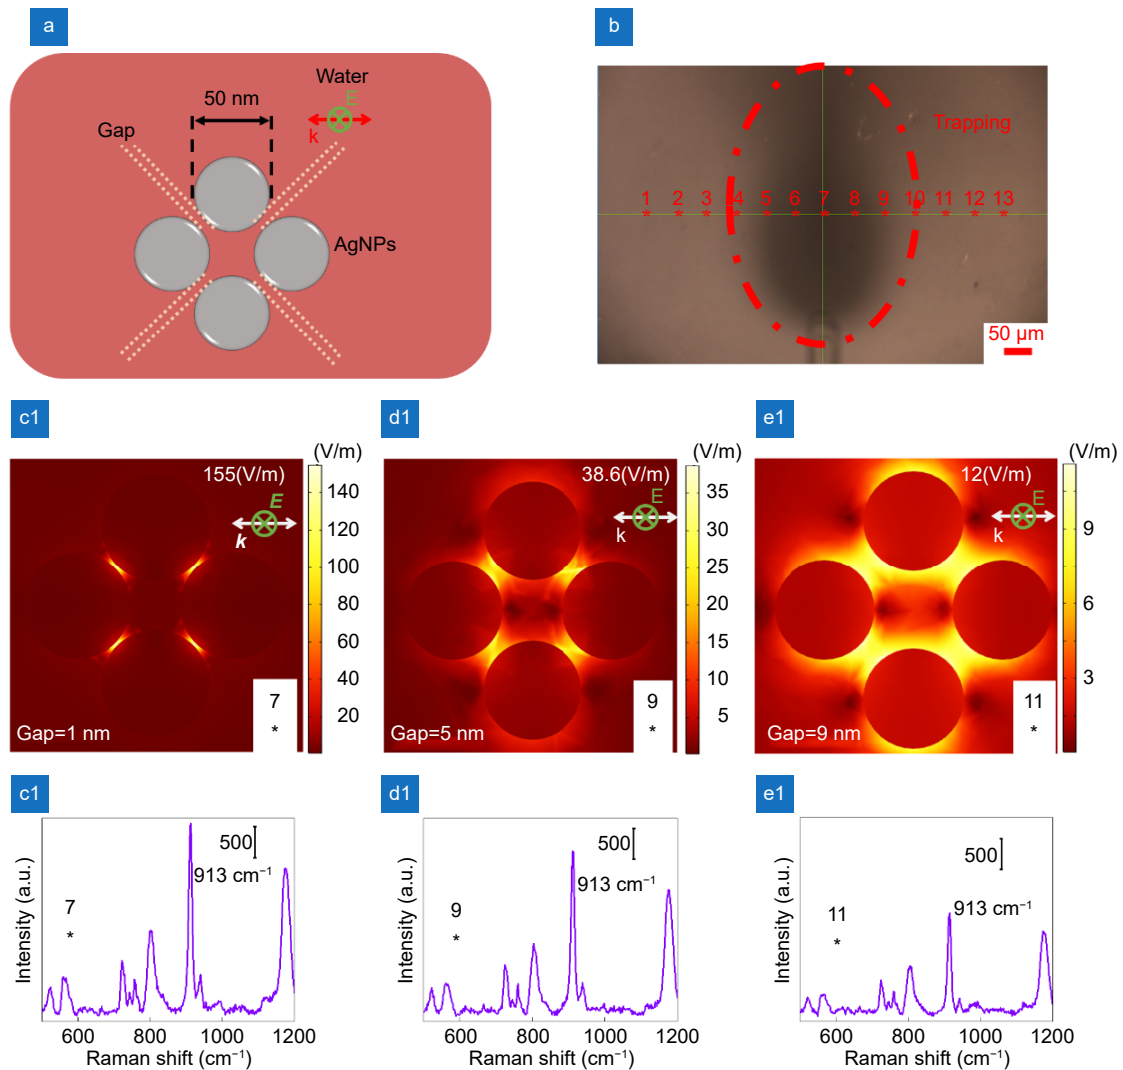 a
Water
E
k
50 nm
Gap
AgNPs
b
Trapping
1 2 3 4 5 6 7 8 9 10 11 12 13
* * * * * * * * * * * * *
50 μm
c1
(V/m)
155(V/m)
E
k
140
120
100
80
60
40
20
7
*
Gap=1 nm
d1
(V/m)
38.6(V/m)
E
k
35
30
25
20
15
10
5
9
*
Gap=5 nm
e1
(V/m)
12(V/m)
E
k
9
6
3
11
*
Gap=9 nm
c1
Intensity (a.u.)
500
913 cm⁻¹
7
*
600 800 1000 1200
Raman shift (cm⁻¹)
d1
Intensity (a.u.)
500
913 cm⁻¹
9
*
600 800 1000 1200
Raman shift (cm⁻¹)
e1
Intensity (a.u.)
500
913 cm⁻¹
11
*
600 800 1000 1200
Raman shift (cm⁻¹)